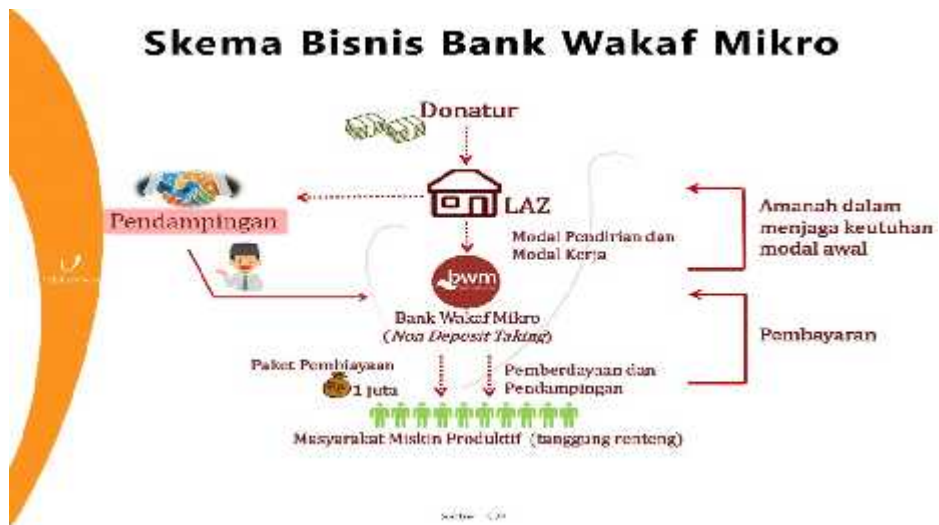 Skema Bisnis Bank Wakaf Mikro
Donatur
LAZ
Pendampingan
Modal Pendirian dan
Modal Kerja
Amanah dalam
menjaga keutuhan
modal awal
bwm
Bank Wakaf Mikro
(Non Deposit Taking)
Pembayaran
Paket Pembiayaan
1 juta
Pemberdayaan dan
Pendampingan
Masyarakat Miskin Produktif (tanggung renteng)